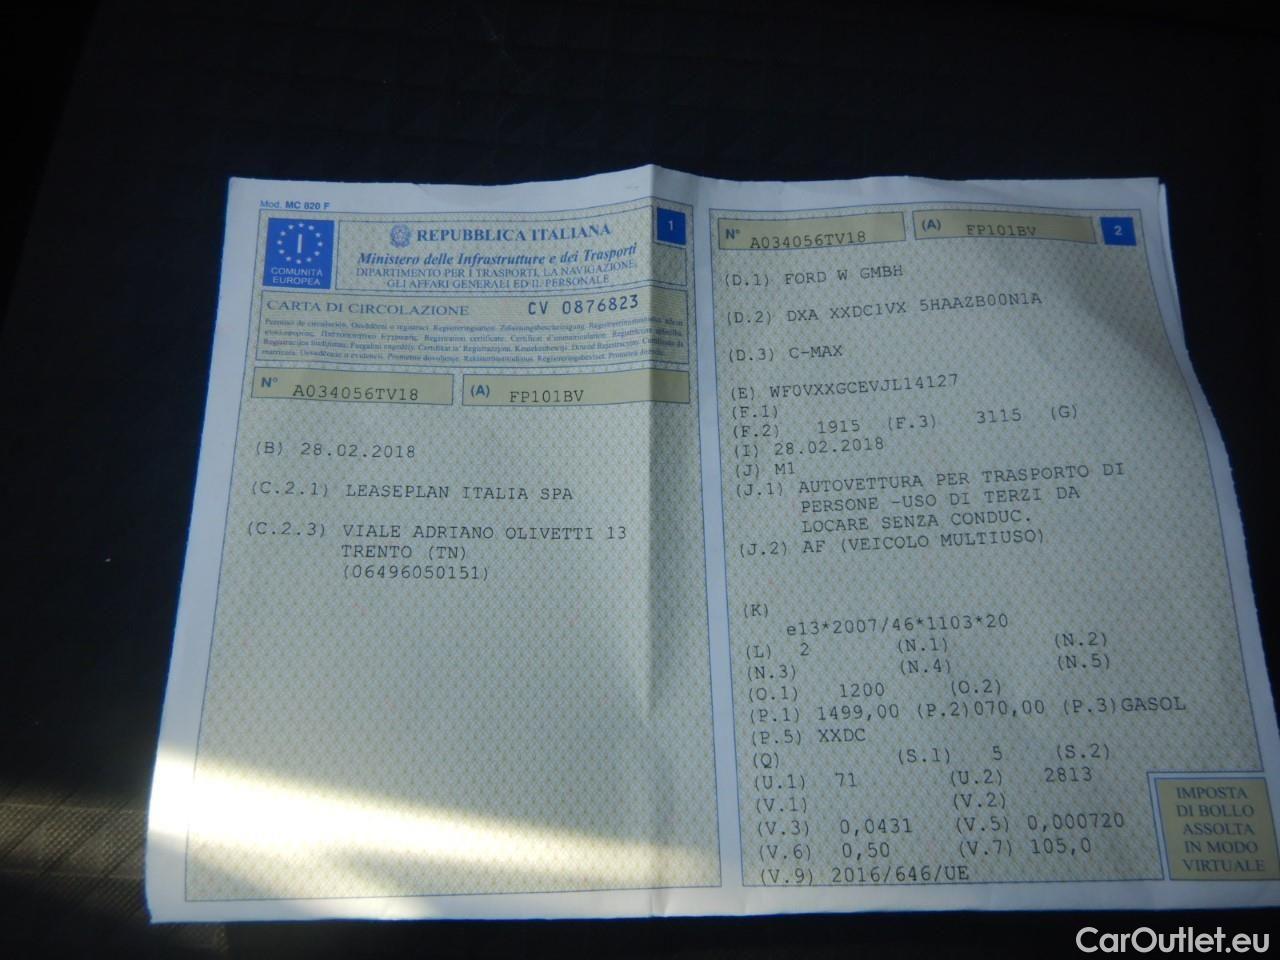 Mod. MC 820 F
1
I
COMUNITÀ
EUROPEA
REPUBBLICA ITALIANA
Ministero delle Infrastrutture e dei Trasporti
DIPARTIMENTO PER I TRASPORTI, LA NAVIGAZIONE,
GLI AFFARI GENERALI ED IL PERSONALE
CARTA DI CIRCOLAZIONE CV 0876823
N° A034056TV18 (A) FP101BV
(B) 28.02.2018
(C.2.1) LEASEPLAN ITALIA SPA
(C.2.3) VIALE ADRIANO OLIVETTI 13
TRENTO (TN)
(06496050151)
N° A034056TV18 (A) FP101BV 2
(D.1) FORD W GMBH
(D.2) DXA XXDC1VX 5HAAZB00N1A
(D.3) C-MAX
(E) WF0VXXGCEVJL14127
(F.1)
(F.2) 1915 (F.3) 3115 (G)
(I) 28.02.2018
(J) M1
(J.1) AUTOVETTURA PER TRASPORTO DI
PERSONE -USO DI TERZI DA
LOCARE SENZA CONDUC.
(J.2) AF (VEICOLO MULTIUSO)
(K)
e13*2007/46*1103*20
(L) 2 (N.1) (N.2)
(N.3) (N.4) (N.5)
(O.1) 1200 (O.2)
(P.1) 1499,00 (P.2)070,00 (P.3)GASOL
(P.5) XXDC
(Q) (S.1) 5 (S.2)
(U.1) 71 (U.2) 2813
(V.1) (V.2)
(V.3) 0,0431 (V.5) 0,000720
(V.6) 0,50 (V.7) 105,0
(V.9) 2016/646/UE
IMPOSTA
DI BOLLO
ASSOLTA
IN MODO
VIRTUALE
CarOutlet.eu